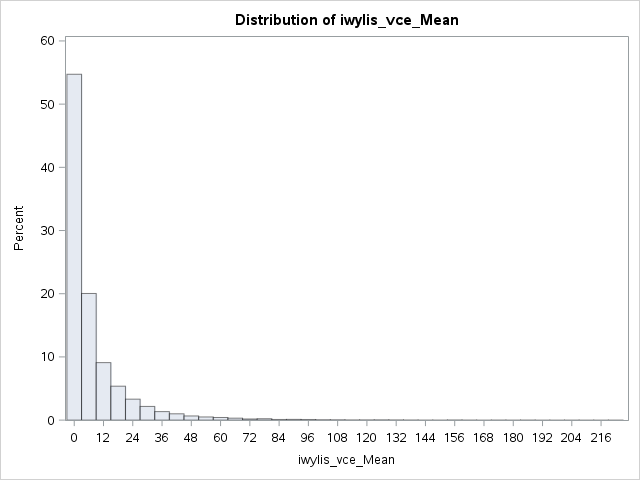 Distribution of iwylis_vce_Mean
60
50
40
30
20
10
0
Percent
0 12 24 36 48 60 72 84 96 108 120 132 144 156 168 180 192 204 216
iwylis_vce_Mean